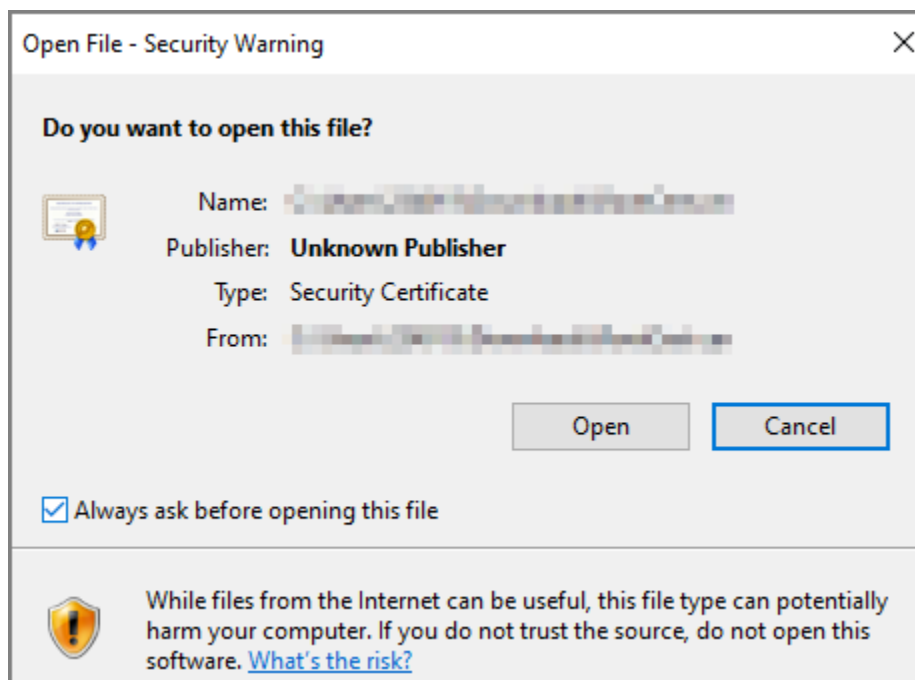 Open File - Security Warning
Do you want to open this file?
Name:
Publisher: Unknown Publisher
Type: Security Certificate
From:
Open Cancel
Always ask before opening this file
While files from the Internet can be useful, this file type can potentially
harm your computer. If you do not trust the source, do not open this
software. What's the risk?